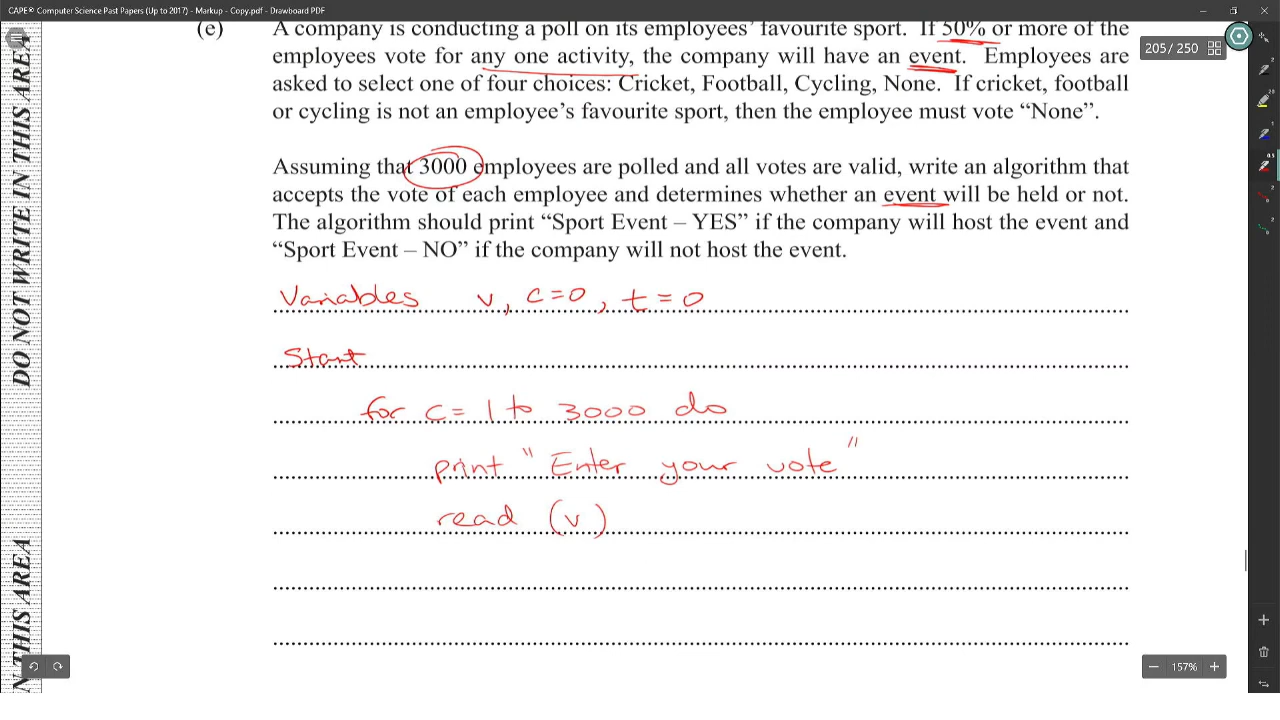 CAPE® Computer Science Past Papers (Up to 2017) - Markup - Copy.pdf - Drawboard PDF
205 / 250
(e) A company is conducting a poll on its employees' favourite sport. If 50% or more of the
employees vote for any one activity, the company will have an event. Employees are
asked to select one of four choices: Cricket, Football, Cycling, None. If cricket, football
or cycling is not an employee's favourite sport, then the employee must vote “None”.
Assuming that 3000 employees are polled and all votes are valid, write an algorithm that
accepts the vote of each employee and determines whether an event will be held or not.
The algorithm should print “Sport Event – YES” if the company will host the event and
“Sport Event – NO” if the company will not host the event.
Variables v, c=0, t=0
Start
for c= 1 to 3000 do
print "Enter your vote"
read (v)
DO NOT WRITE IN THIS AREA
N THIS AREA
157%